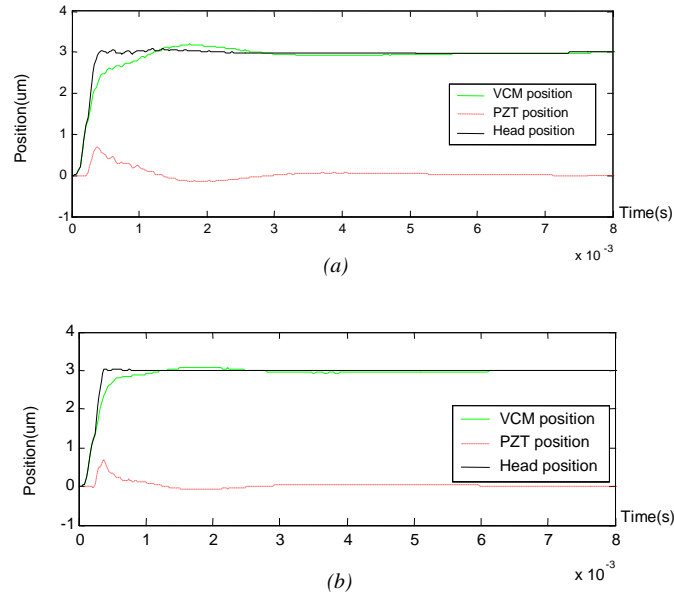 4
3
2
1
0
-1
Position(um)
VCM position
PZT position
Head position
0 1 2 3 4 5 6 7 8
Time(s)
x 10 -3
(a)
4
3
2
1
0
-1
Position(um)
VCM position
PZT position
Head position
0 1 2 3 4 5 6 7 8
Time(s)
x 10 -3
(b)